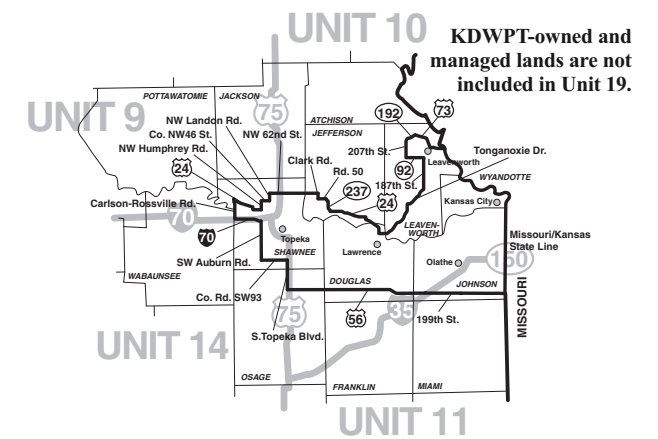 UNIT 10
KDWPT-owned and
managed lands are not
included in Unit 19.
POTTAWATOMIE
JACKSON
75
UNIT 9
NW Landon Rd.
Co. NW46 St.
NW 62nd St.
NW Humphrey Rd.
24
ATCHISON
JEFFERSON
192
73
207th St.
Leavenworth
Tonganoxie Dr.
Clark Rd.
Rd. 50
92
WYANDOTTE
237
187th St.
24
Kansas City
Carlson-Rossville Rd.
70
70
LEAVEN-
WORTH
Topeka
SHAWNEE
Lawrence
Missouri/Kansas
State Line
150
Olathe
SW Auburn Rd.
WABAUNSEE
Co. Rd. SW93
DOUGLAS
JOHNSON
75
56
35
199th St.
MISSOURI
S.Topeka Blvd.
UNIT 14
OSAGE
FRANKLIN
MIAMI
UNIT 11